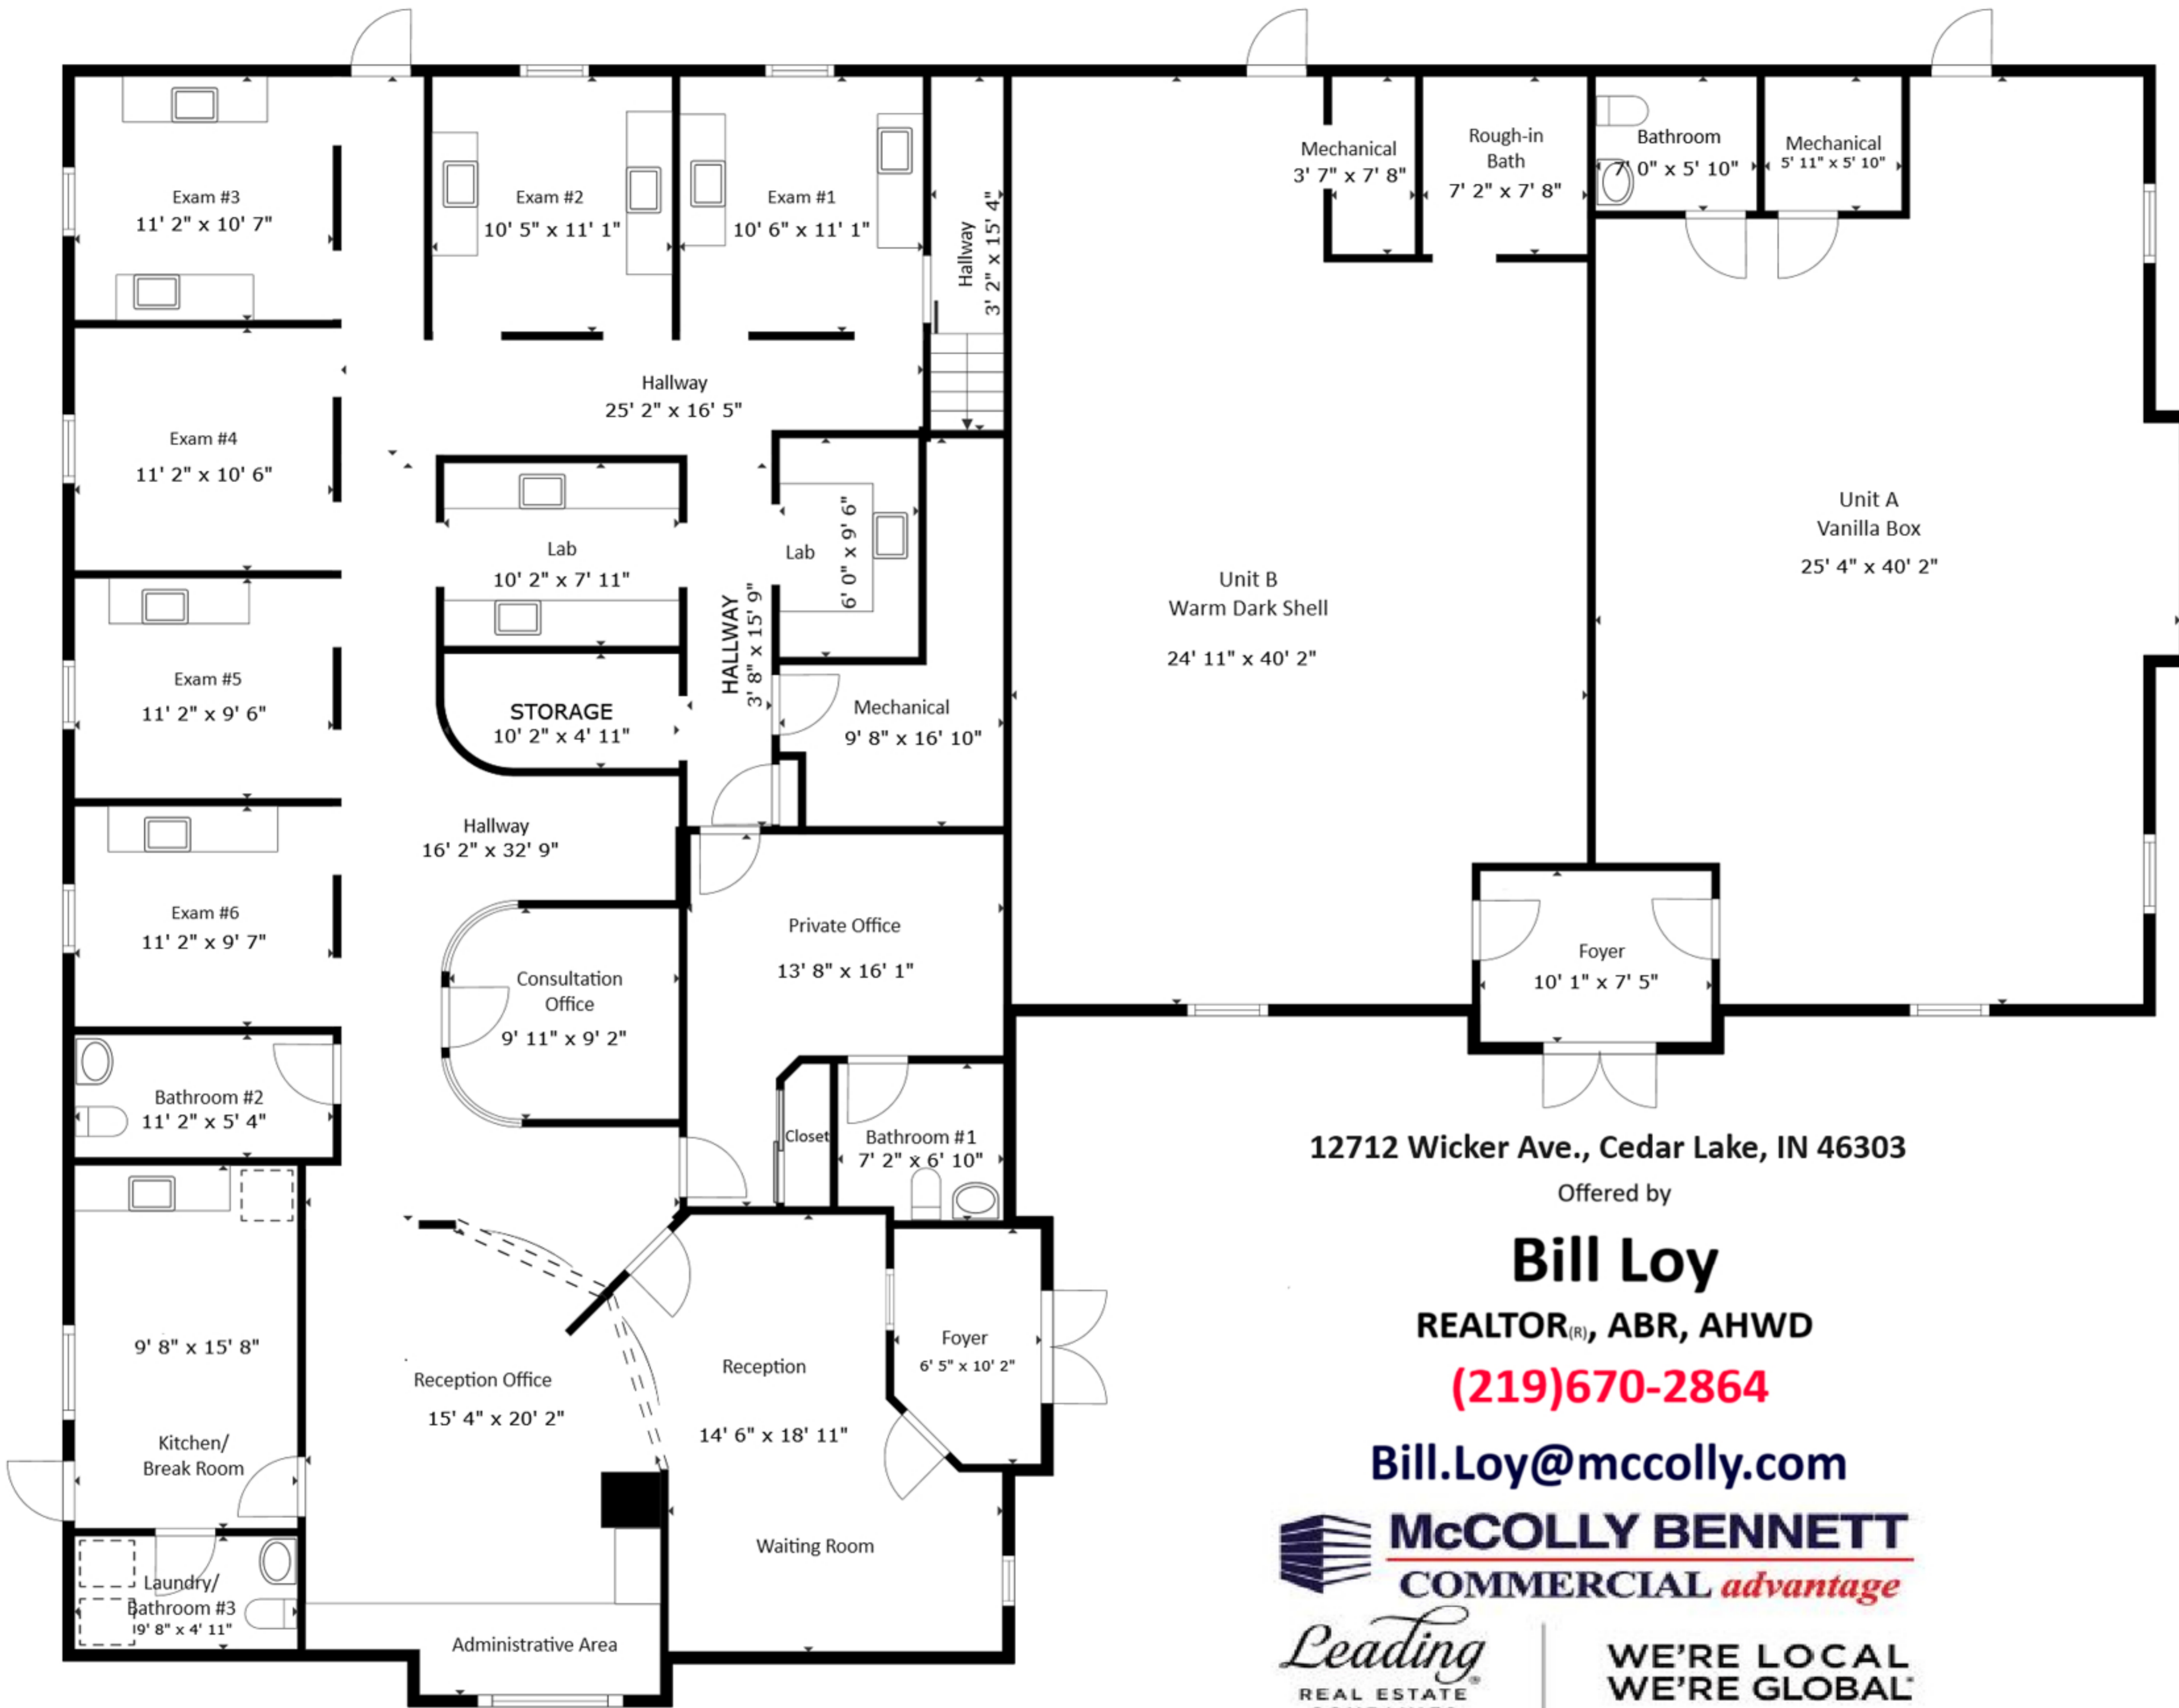 Exam #3
11' 2" x 10' 7"
Exam #2
10' 5" x 11' 1"
Exam #1
10' 6" x 11' 1"
Hallway
3' 2" x 15' 4"
Mechanical
3' 7" x 7' 8"
Rough-in
Bath
7' 2" x 7' 8"
Bathroom
7' 0" x 5' 10"
Mechanical
5' 11" x 5' 10"
Hallway
25' 2" x 16' 5"
Exam #4
11' 2" x 10' 6"
Lab
10' 2" x 7' 11"
Lab
6' 0" x 9' 6"
Unit B
Warm Dark Shell
24' 11" x 40' 2"
Unit A
Vanilla Box
25' 4" x 40' 2"
HALLWAY
3' 8" x 15' 9"
Exam #5
11' 2" x 9' 6"
STORAGE
10' 2" x 4' 11"
Mechanical
9' 8" x 16' 10"
Hallway
16' 2" x 32' 9"
Exam #6
11' 2" x 9' 7"
Private Office
13' 8" x 16' 1"
Consultation
Office
9' 11" x 9' 2"
Foyer
10' 1" x 7' 5"
Bathroom #2
11' 2" x 5' 4"
Closet
Bathroom #1
7' 2" x 6' 10"
9' 8" x 15' 8"
Kitchen/
Break Room
Reception Office
15' 4" x 20' 2"
Reception
14' 6" x 18' 11"
Foyer
6' 5" x 10' 2"
Waiting Room
Laundry/
Bathroom #3
9' 8" x 4' 11"
Administrative Area
12712 Wicker Ave., Cedar Lake, IN 46303
Offered by
Bill Loy
REALTOR(R), ABR, AHWD
(219)670-2864
Bill.Loy@mccolly.com
McCOLLY BENNETT
COMMERCIAL advantage
Leading
REAL ESTATE
WE'RE LOCAL
WE'RE GLOBAL